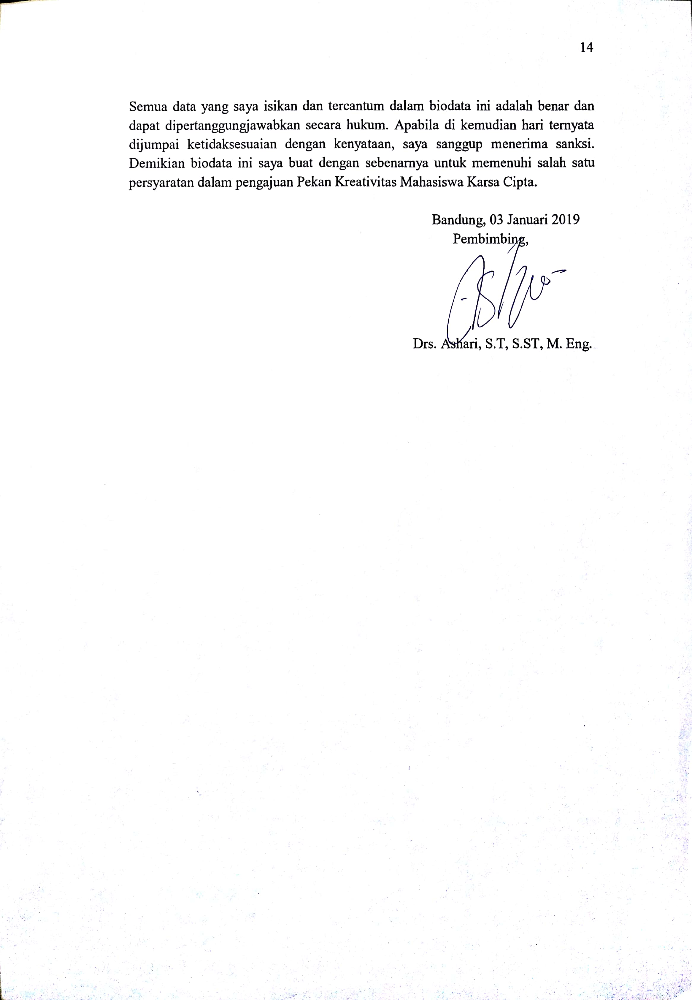 14
Semua data yang saya isikan dan tercantum dalam biodata ini adalah benar dan
dapat dipertanggungjawabkan secara hukum. Apabila di kemudian hari ternyata
dijumpai ketidaksesuaian dengan kenyataan, saya sanggup menerima sanksi.
Demikian biodata ini saya buat dengan sebenarnya untuk memenuhi salah satu
persyaratan dalam pengajuan Pekan Kreativitas Mahasiswa Karsa Cipta.
Bandung, 03 Januari 2019
Pembimbing,
Drs. Ashari, S.T, S.ST, M. Eng.